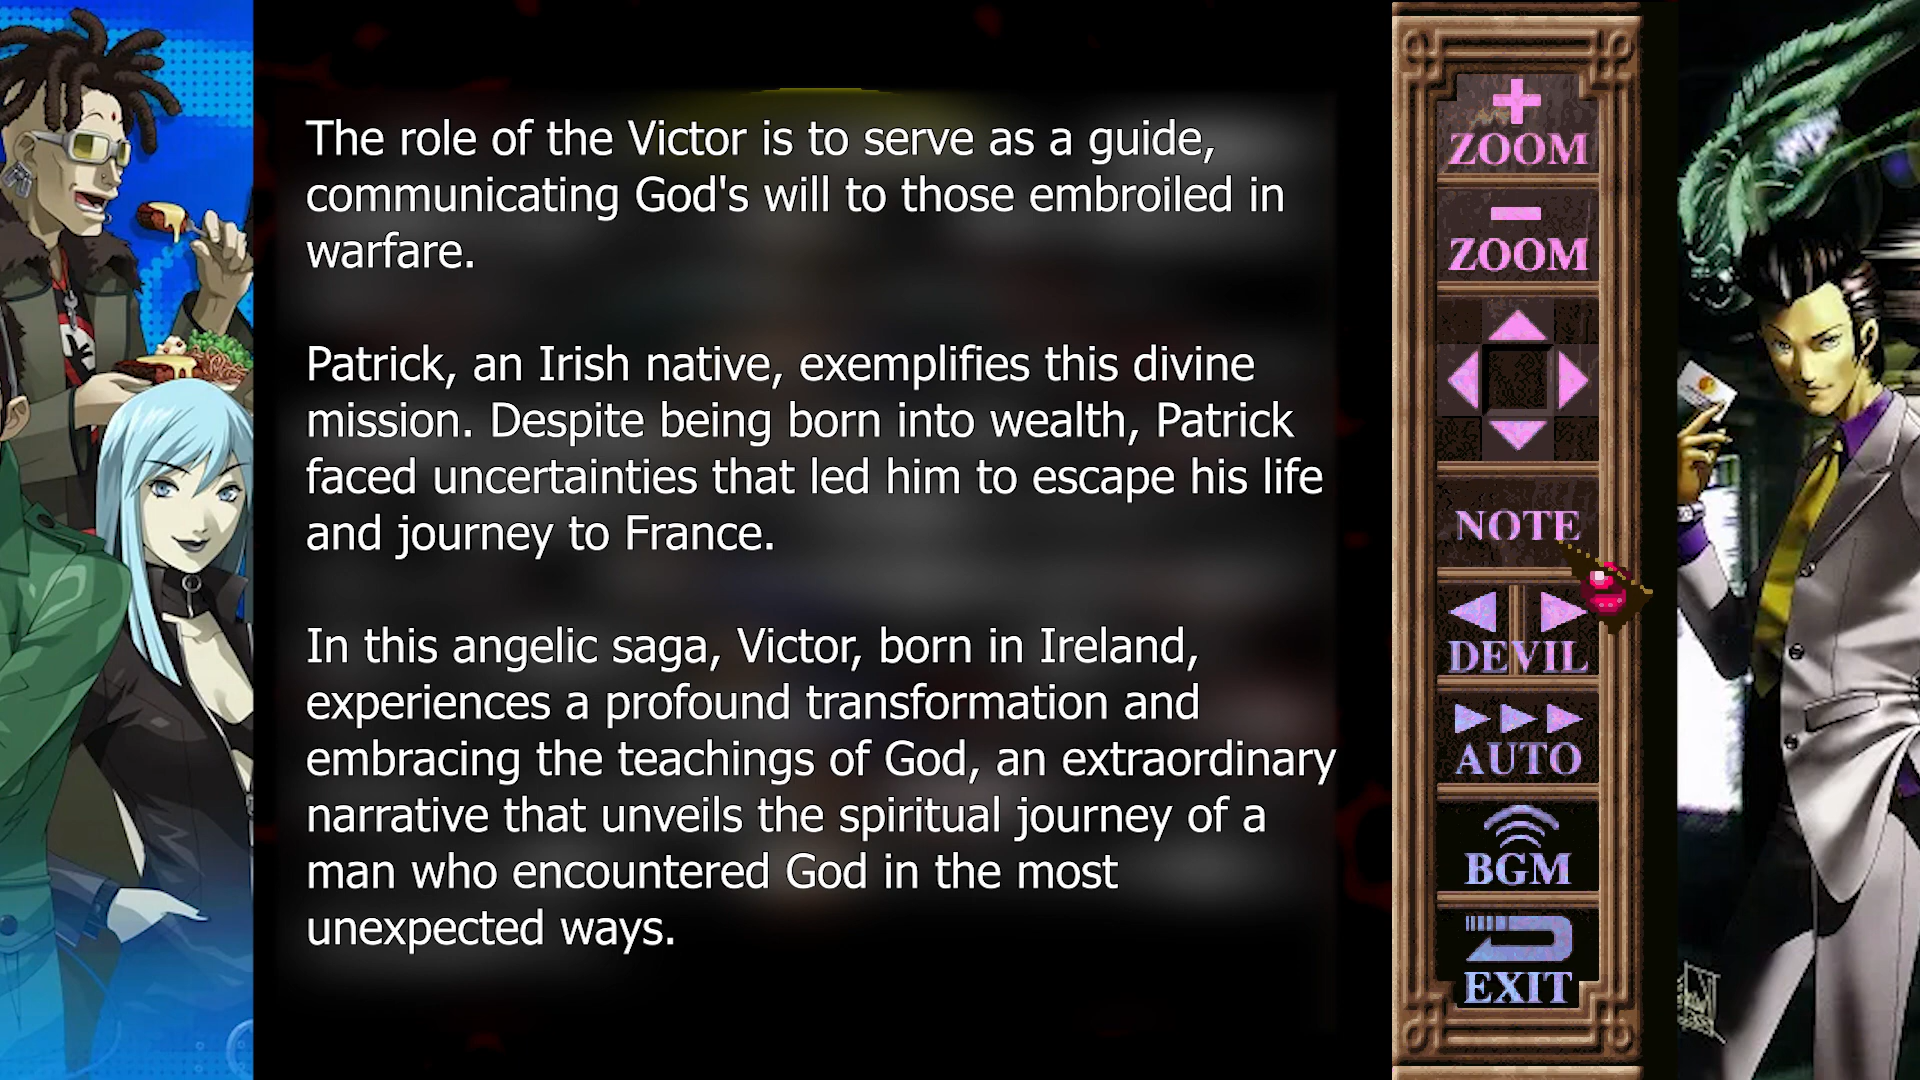 The role of the Victor is to serve as a guide,
communicating God's will to those embroiled in
warfare.
Patrick, an Irish native, exemplifies this divine
mission. Despite being born into wealth, Patrick
faced uncertainties that led him to escape his life
and journey to France.
In this angelic saga, Victor, born in Ireland,
experiences a profound transformation and
embracing the teachings of God, an extraordinary
narrative that unveils the spiritual journey of a
man who encountered God in the most
unexpected ways.
ZOOM
ZOOM
NOTE
DEVIL
AUTO
BGM
EXIT